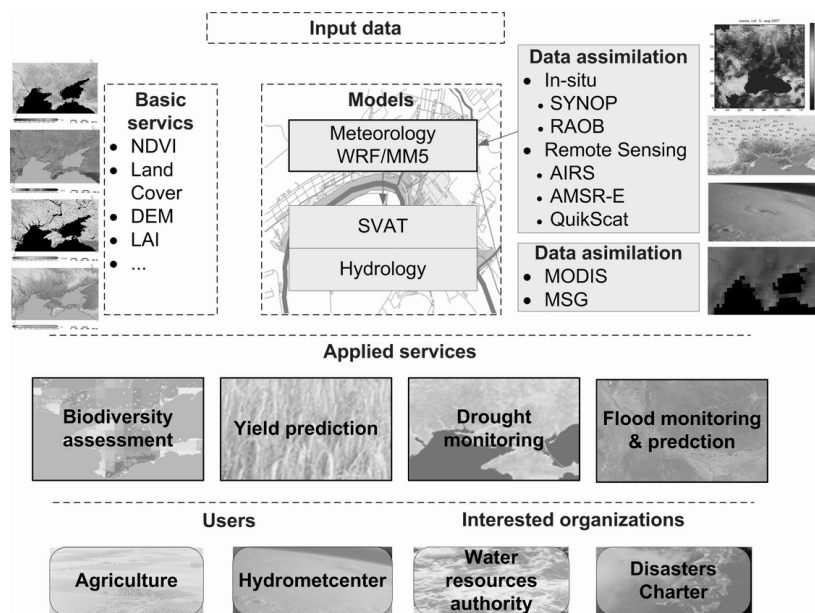 Input data
Basic
servics
● NDVI
● Land
Cover
● DEM
● LAI
● ...
Models
Meteorology
WRF/MM5
SVAT
Hydrology
Data assimilation
● In-situ
• SYNOP
• RAOB
● Remote Sensing
• AIRS
• AMSR-E
• QuikScat
Data asimilation
● MODIS
● MSG
Applied services
Biodiversity
assessment
Yield prediction
Drought
monitoring
Flood monitoring
& predction
Users
Interested organizations
Agriculture
Hydrometcenter
Water
resources
authority
Disasters
Charter